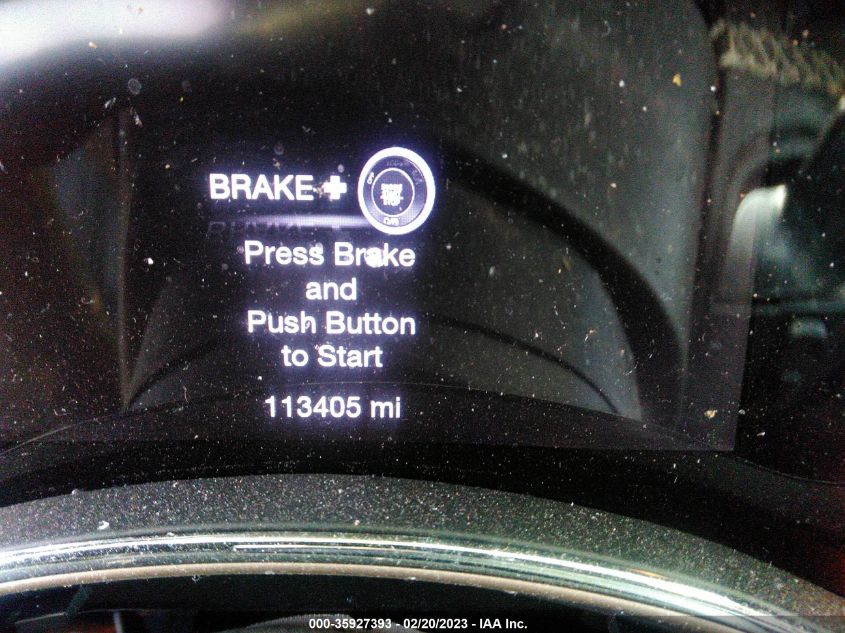 BRAKE +
Press Brake
and
Push Button
to Start
113405 mi
000-35927393 - 02/20/2023 - IAA Inc.